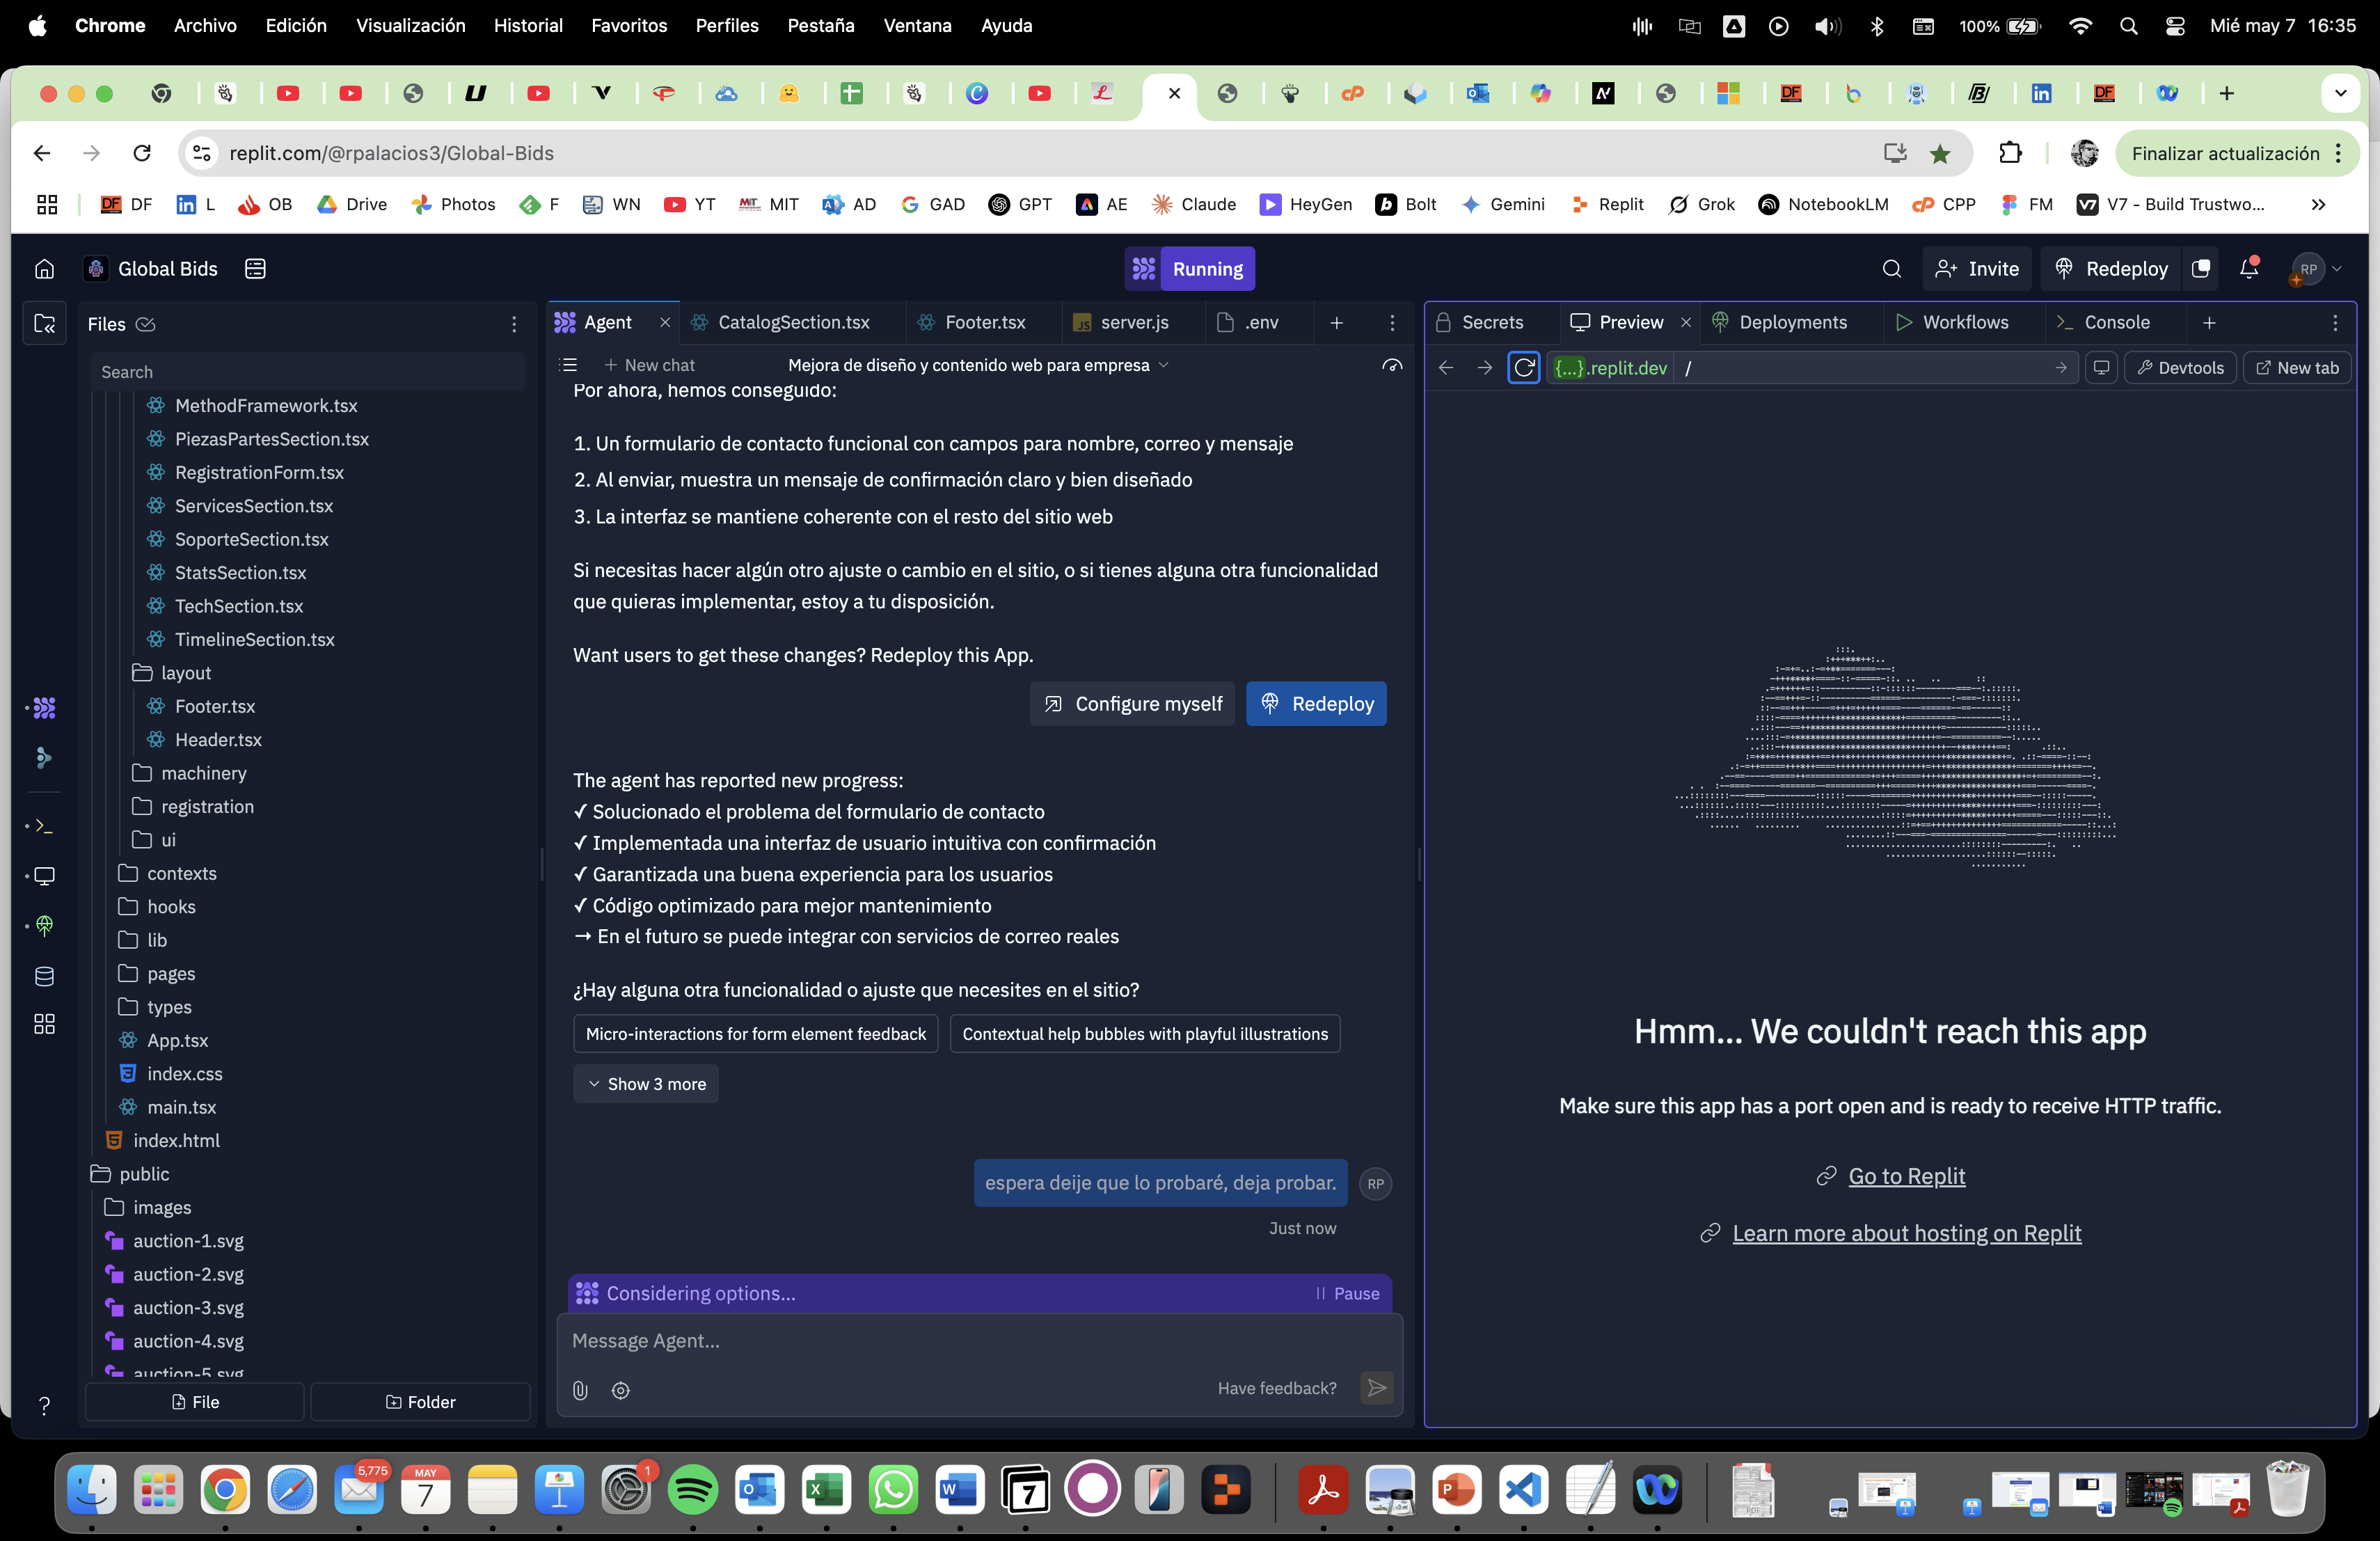 Chrome Archivo Edición Visualización Historial Favoritos Perfiles Pestaña Ventana Ayuda 100% Mié may 7 16:35
replit.com/@rpalacios3/Global-Bids Finalizar actualización
DF L OB Drive Photos F WN YT MIT AD GAD GPT AE Claude HeyGen Bolt Gemini Replit Grok NotebookLM CPP FM V7 - Build Trustwo...
Global Bids Running Invite Redeploy RP
Files
Search
MethodFramework.tsx
PiezasPartesSection.tsx
RegistrationForm.tsx
ServicesSection.tsx
SoporteSection.tsx
StatsSection.tsx
TechSection.tsx
TimelineSection.tsx
layout
Footer.tsx
Header.tsx
machinery
registration
ui
contexts
hooks
lib
pages
types
App.tsx
index.css
main.tsx
index.html
public
images
auction-1.svg
auction-2.svg
auction-3.svg
auction-4.svg
auction-5.svg
File Folder
Agent CatalogSection.tsx Footer.tsx server.js .env
New chat Mejora de diseño y contenido web para empresa
Por ahora, hemos conseguido:
1. Un formulario de contacto funcional con campos para nombre, correo y mensaje
2. Al enviar, muestra un mensaje de confirmación claro y bien diseñado
3. La interfaz se mantiene coherente con el resto del sitio web
Si necesitas hacer algún otro ajuste o cambio en el sitio, o si tienes alguna otra funcionalidad
que quieras implementar, estoy a tu disposición.
Want users to get these changes? Redeploy this App.
Configure myself Redeploy
The agent has reported new progress:
✓ Solucionado el problema del formulario de contacto
✓ Implementada una interfaz de usuario intuitiva con confirmación
✓ Garantizada una buena experiencia para los usuarios
✓ Código optimizado para mejor mantenimiento
→ En el futuro se puede integrar con servicios de correo reales
¿Hay alguna otra funcionalidad o ajuste que necesites en el sitio?
Micro-interactions for form element feedback Contextual help bubbles with playful illustrations
Show 3 more
espera deije que lo probaré, deja probar. RP
Just now
Considering options... Pause
Message Agent...
Have feedback?
Secrets Preview Deployments Workflows Console
{...}.replit.dev / Devtools New tab
Hmm... We couldn't reach this app
Make sure this app has a port open and is ready to receive HTTP traffic.
Go to Replit
Learn more about hosting on Replit
5,775 MAY 7 1 7